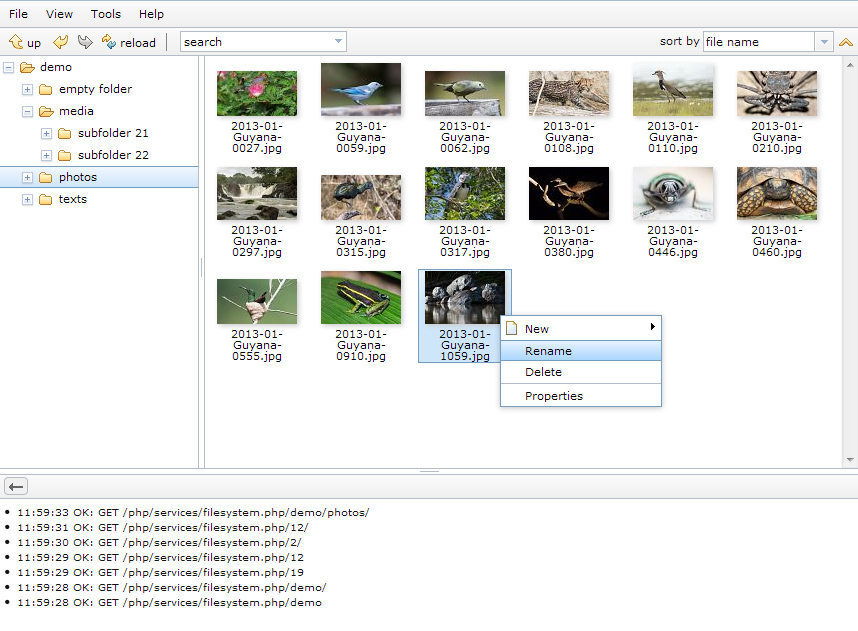 File View Tools Help
up reload search sort by file name
demo
empty folder
media
subfolder 21
subfolder 22
photos
texts
2013-01-
Guyana-
0027.jpg
2013-01-
Guyana-
0059.jpg
2013-01-
Guyana-
0062.jpg
2013-01-
Guyana-
0108.jpg
2013-01-
Guyana-
0110.jpg
2013-01-
Guyana-
0210.jpg
2013-01-
Guyana-
0297.jpg
2013-01-
Guyana-
0315.jpg
2013-01-
Guyana-
0317.jpg
2013-01-
Guyana-
0380.jpg
2013-01-
Guyana-
0446.jpg
2013-01-
Guyana-
0460.jpg
2013-01-
Guyana-
0555.jpg
2013-01-
Guyana-
0910.jpg
2013-01-
Guyana-
1059.jpg
New
Rename
Delete
Properties
11:59:33 OK: GET /php/services/filesystem.php/demo/photos/
11:59:31 OK: GET /php/services/filesystem.php/12/
11:59:30 OK: GET /php/services/filesystem.php/2/
11:59:29 OK: GET /php/services/filesystem.php/12
11:59:29 OK: GET /php/services/filesystem.php/19
11:59:28 OK: GET /php/services/filesystem.php/demo/
11:59:28 OK: GET /php/services/filesystem.php/demo